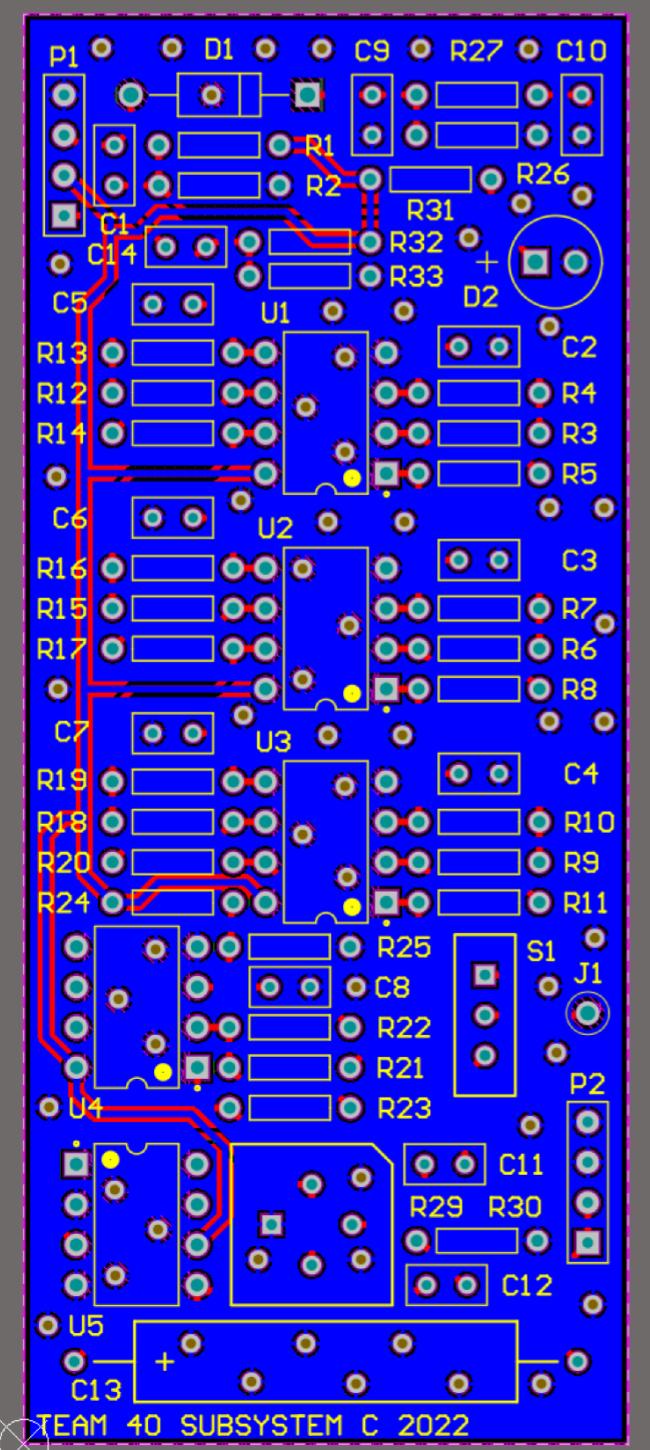 P1 D1 C9 R27 C10
R1
R2
R26
C1
R31
C14
R32
+
R33
D2
C5
U1
R13
C2
R12
R4
R14
R3
R5
C6
U2
R16
C3
R15
R7
R17
R6
R8
C7
U3
R19
C4
R18
R10
R20
R9
R24
R11
R25
S1
J1
C8
R22
R21
P2
U4
R23
C11
R29 R30
C12
U5
+
C13
TEAM 40 SUBSYSTEM C 2022